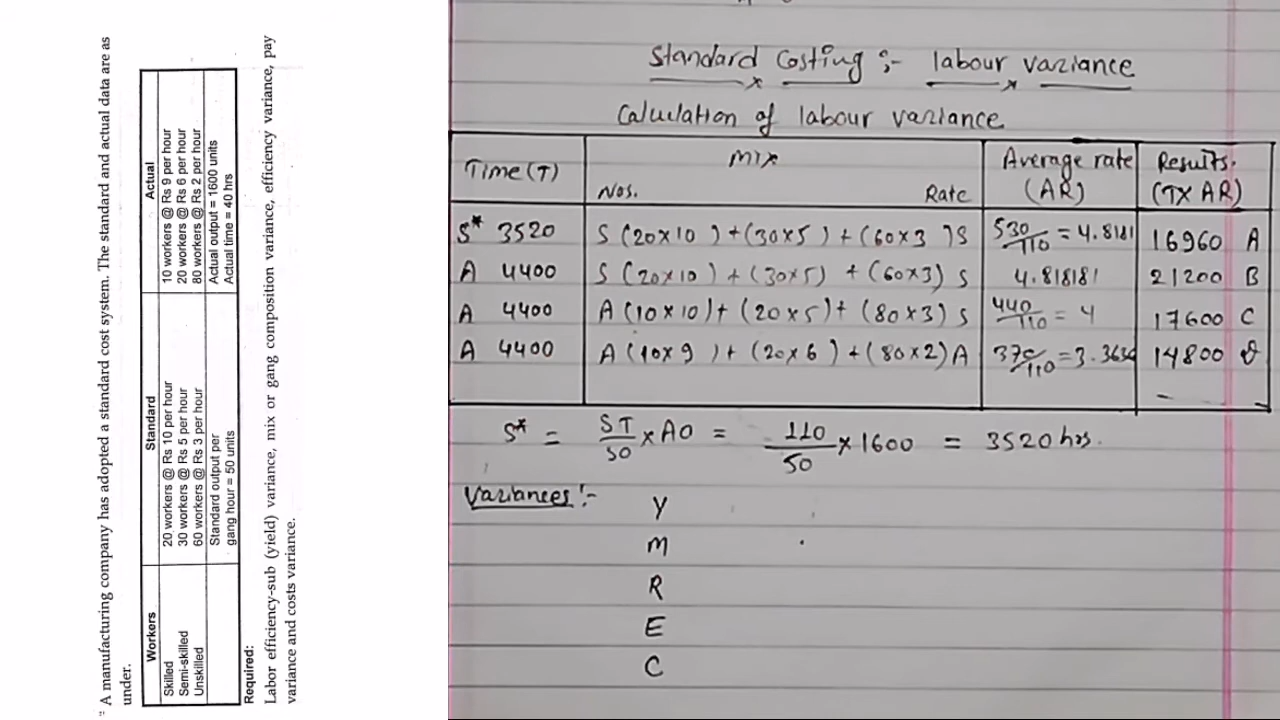 A manufacturing company has adopted a standard cost system. The standard and actual data are as
under.
Workers Standard Actual
Skilled 20 workers @ Rs 10 per hour 10 workers @ Rs 9 per hour
Semi-skilled 30 workers @ Rs 5 per hour 20 workers @ Rs 6 per hour
Unskilled 60 workers @ Rs 3 per hour 80 workers @ Rs 2 per hour
Standard output per Actual output = 1600 units
gang hour = 50 units Actual time = 40 hrs
Required:
Labor efficiency-sub (yield) variance, mix or gang composition variance, efficiency variance, pay
variance and costs variance.
Standard Costing :- labour variance
Calculation of labour variance
Time (T) Mix Average rate Results.
Nos. Rate (AR) (T X AR)
S* 3520 S (20x10 ) + (30x5 ) + (60x3 ) S 530/110 = 4.8181 16960 A
A 4400 S (20x10 ) + (30x5) + (60x3) S 4.818181 21200 B
A 4400 A (10x10) + (20x5) + (80x3) S 440/110 = 4 17600 C
A 4400 A (10x9 ) + (20x6 ) + (80x2) A 370/110 = 3.3636 14800 D
S* = ST/SO x AO = 110/50 x 1600 = 3520 hrs.
Variances :-
Y
M
R
E
C